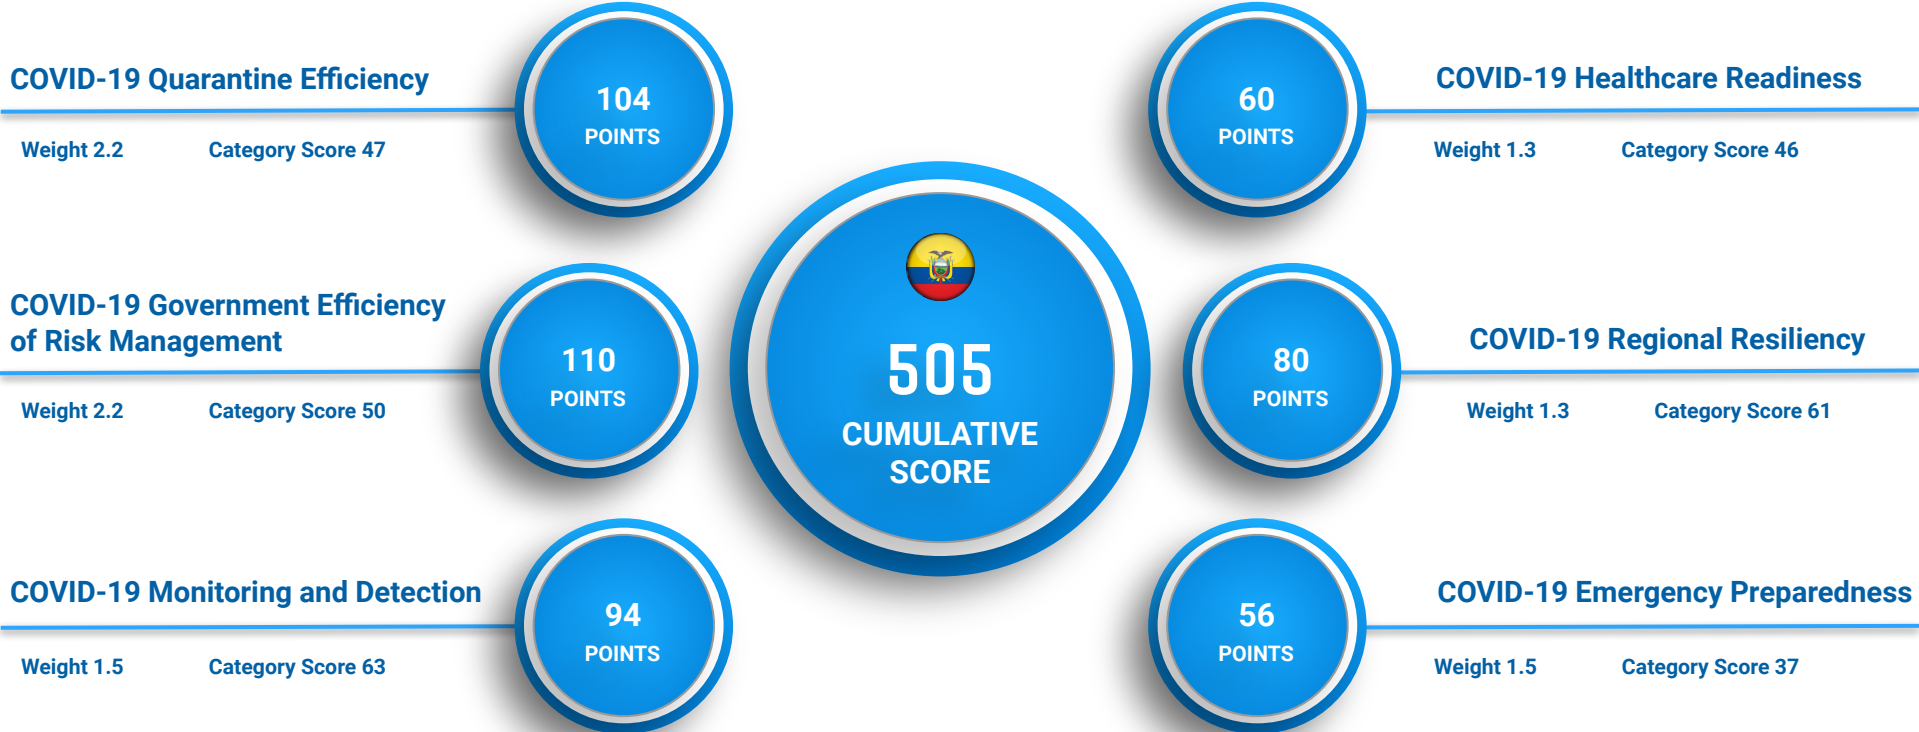 COVID-19 Quarantine Efficiency
Weight 2.2 Category Score 47
104
POINTS
COVID-19 Government Efficiency
of Risk Management
Weight 2.2 Category Score 50
110
POINTS
COVID-19 Monitoring and Detection
Weight 1.5 Category Score 63
94
POINTS
505
CUMULATIVE
SCORE
60
POINTS
COVID-19 Healthcare Readiness
Weight 1.3 Category Score 46
80
POINTS
COVID-19 Regional Resiliency
Weight 1.3 Category Score 61
56
POINTS
COVID-19 Emergency Preparedness
Weight 1.5 Category Score 37